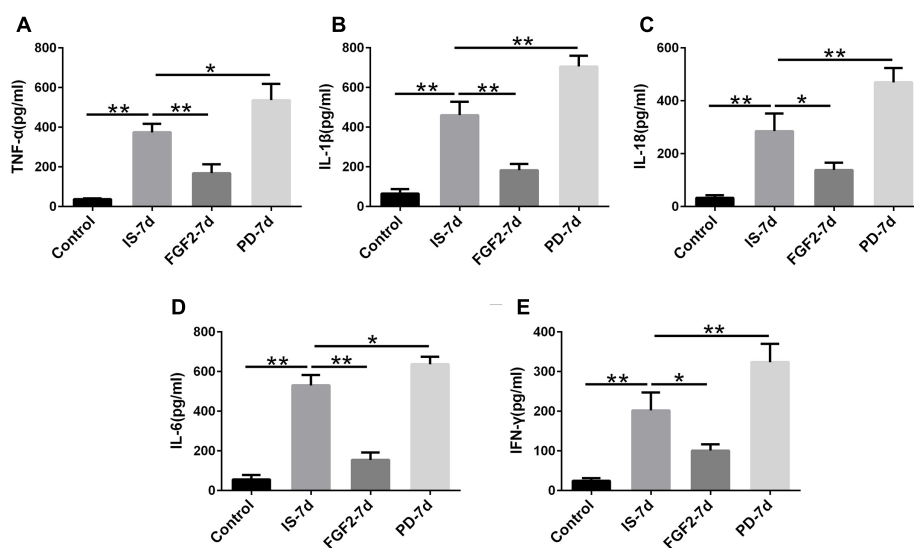 A
TNF-α(pg/ml)
800
600
400
200
0
**
**
*
Control
IS-7d
FGF2-7d
PD-7d
B
IL-1β(pg/ml)
800
600
400
200
0
**
**
**
Control
IS-7d
FGF2-7d
PD-7d
C
IL-18(pg/ml)
600
400
200
0
**
*
**
Control
IS-7d
FGF2-7d
PD-7d
D
IL-6(pg/ml)
800
600
400
200
0
**
**
*
Control
IS-7d
FGF2-7d
PD-7d
E
IFN-γ(pg/ml)
400
300
200
100
0
**
*
**
Control
IS-7d
FGF2-7d
PD-7d